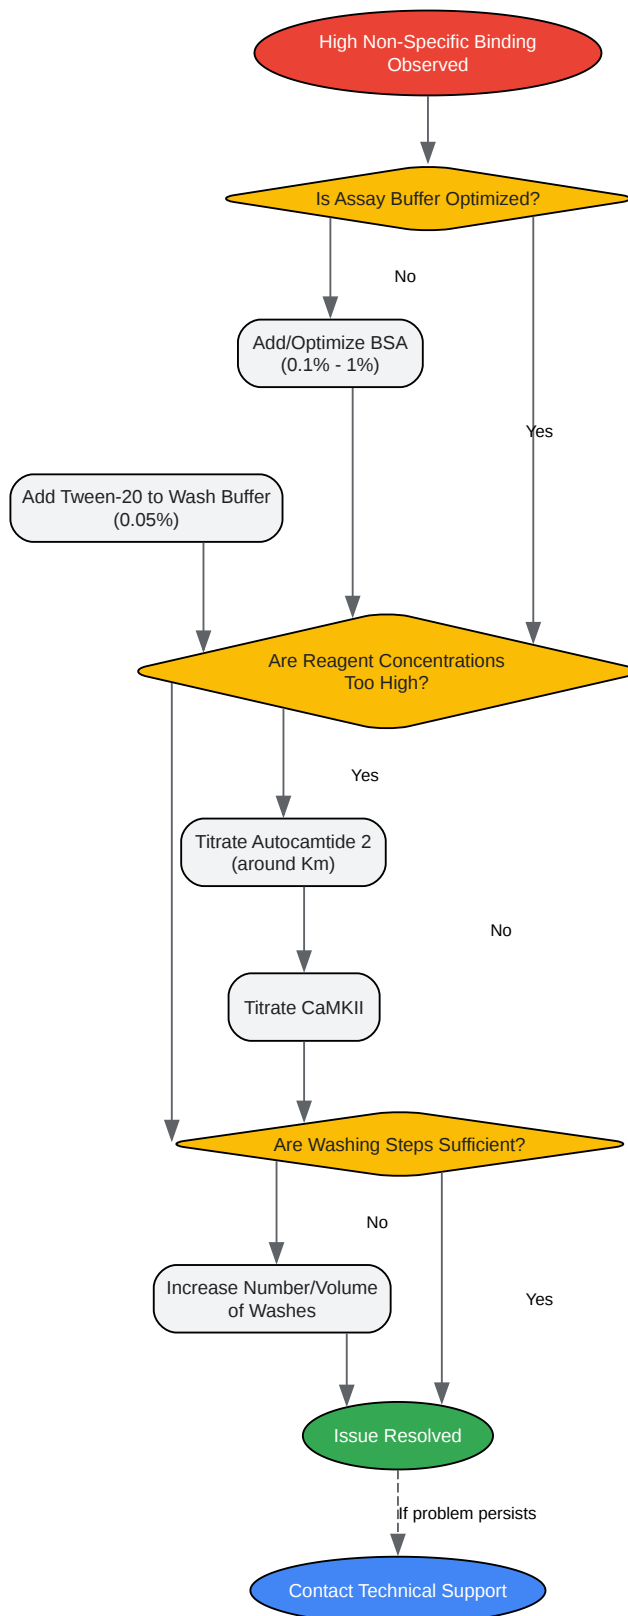 High Non-Specific Binding
Observed
Is Assay Buffer Optimized?
No
Add/Optimize BSA
(0.1% - 1%)
Yes
Add Tween-20 to Wash Buffer
(0.05%)
Are Reagent Concentrations
Too High?
Yes
Titrate Autocamtide 2
(around Km)
No
Titrate CaMKII
Are Washing Steps Sufficient?
No
Increase Number/Volume
of Washes
Yes
Issue Resolved
If problem persists
Contact Technical Support